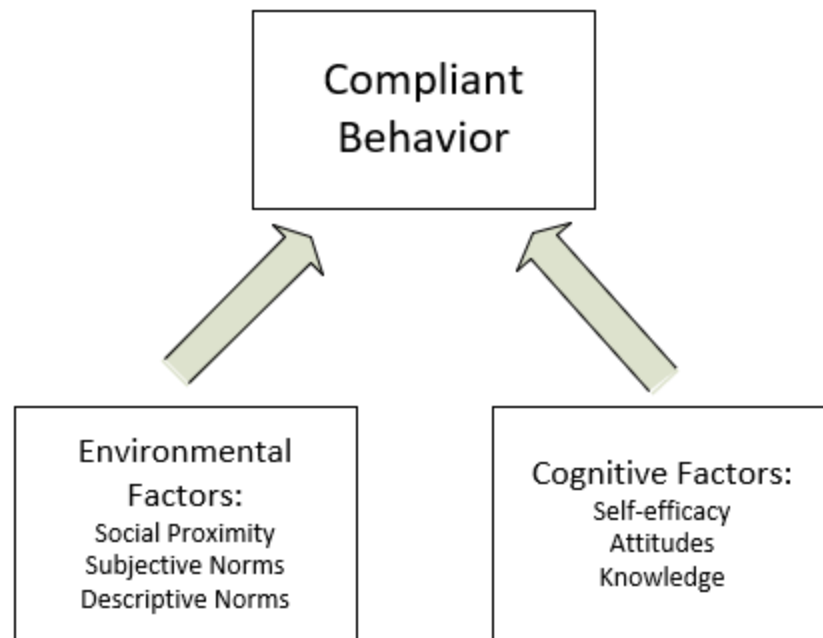 Compliant
Behavior
Environmental
Factors:
Social Proximity
Subjective Norms
Descriptive Norms
Cognitive Factors:
Self-efficacy
Attitudes
Knowledge